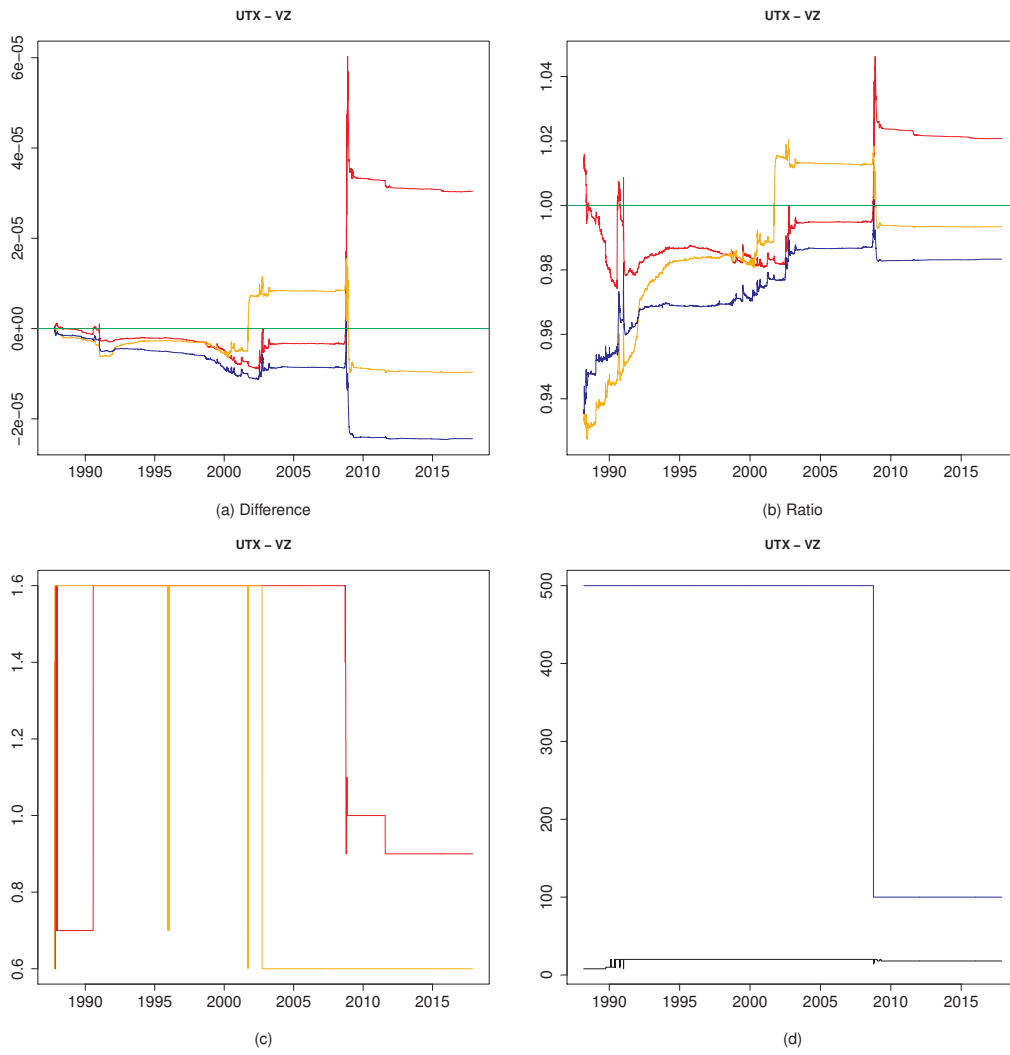 UTX − VZ
6e−05
4e−05
2e−05
0e+00
−2e−05
1990 1995 2000 2005 2010 2015
(a) Difference
UTX − VZ
1.04
1.02
1.00
0.98
0.96
0.94
1990 1995 2000 2005 2010 2015
(b) Ratio
UTX − VZ
1.6
1.4
1.2
1.0
0.8
0.6
1990 1995 2000 2005 2010 2015
(c)
UTX − VZ
500
400
300
200
100
0
1990 1995 2000 2005 2010 2015
(d)